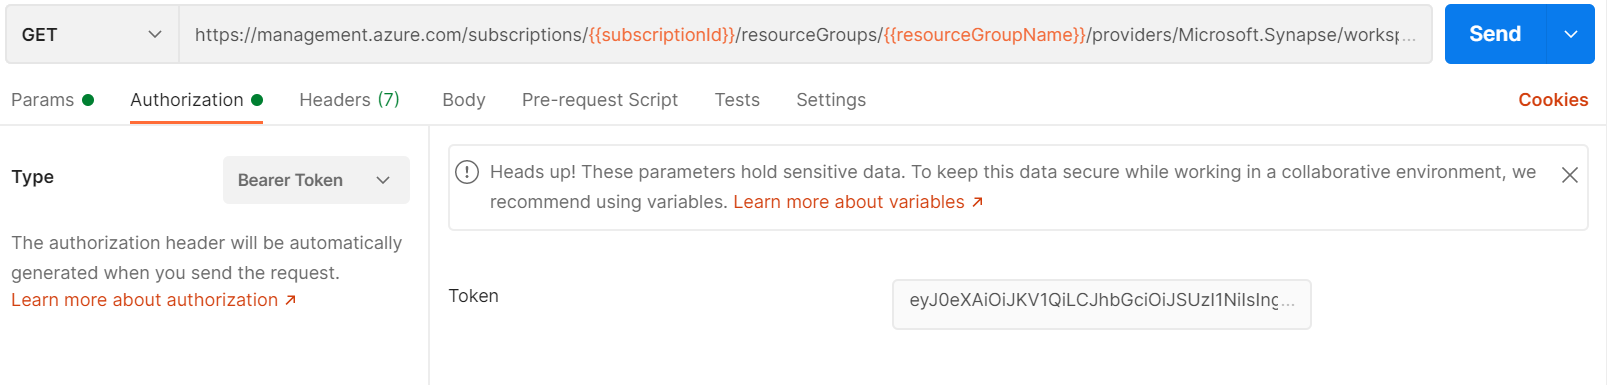 GET
https://management.azure.com/subscriptions/{{subscriptionId}}/resourceGroups/{{resourceGroupName}}/providers/Microsoft.Synapse/worksp...
Send
Params
Authorization
Headers (7)
Body
Pre-request Script
Tests
Settings
Cookies
Type
Bearer Token
The authorization header will be automatically
generated when you send the request.
Learn more about authorization ↗
Heads up! These parameters hold sensitive data. To keep this data secure while working in a collaborative environment, we
recommend using variables. Learn more about variables ↗
Token
eyJ0eXAiOiJKV1QiLCJhbGciOiJSUzI1NiIsIng...